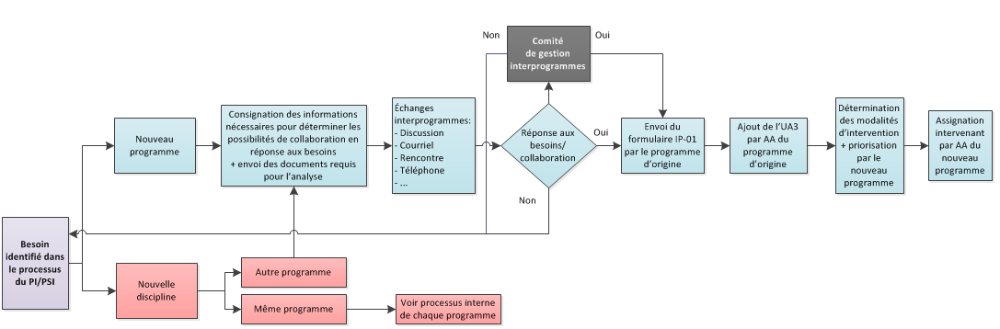 Non
Comité
de gestion
interprogrammes
Oui
Nouveau
programme
Consignation des informations
nécessaires pour déterminer les
possibilités de collaboration en
réponse aux besoins
+ envoi des documents requis
pour l'analyse
Échanges
interprogrammes:
- Discussion
- Courriel
- Rencontre
- Téléphone
- ...
Réponse aux
besoins/
collaboration
Oui
Non
Envoi du
formulaire IP-01
par le programme
d'origine
Ajout de l'UA3
par AA du
programme
d'origine
Détermination
des modalités
d'intervention
+ priorisation
par le
nouveau
programme
Assignation
intervenant
par AA du
nouveau
programme
Besoin
identifié dans
le processus
du PI/PSI
Nouvelle
discipline
Autre programme
Même programme
Voir processus interne
de chaque programme